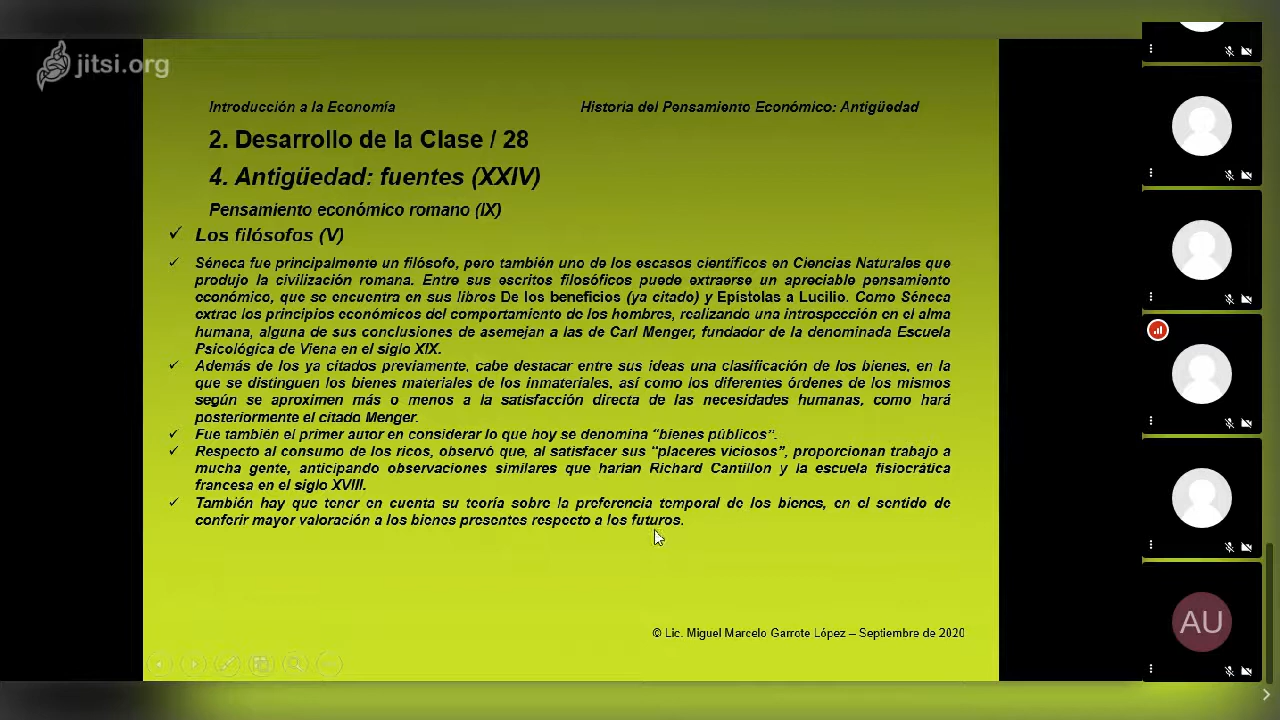 jitsi.org
Introducción a la Economía Historia del Pensamiento Económico: Antigüedad
2. Desarrollo de la Clase / 28
4. Antigüedad: fuentes (XXIV)
Pensamiento económico romano (IX)
✓ Los filósofos (V)
✓ Séneca fue principalmente un filósofo, pero también uno de los escasos científicos en Ciencias Naturales que
produjo la civilización romana. Entre sus escritos filosóficos puede extraerse un apreciable pensamiento
económico, que se encuentra en sus libros De los beneficios (ya citado) y Epístolas a Lucilio. Como Séneca
extrae los principios económicos del comportamiento de los hombres, realizando una introspección en el alma
humana, alguna de sus conclusiones de asemejan a las de Carl Menger, fundador de la denominada Escuela
Psicológica de Viena en el siglo XIX.
✓ Además de los ya citados previamente, cabe destacar entre sus ideas una clasificación de los bienes, en la
que se distinguen los bienes materiales de los inmateriales, así como los diferentes órdenes de los mismos
según se aproximen más o menos a la satisfacción directa de las necesidades humanas, como hará
posteriormente el citado Menger.
✓ Fue también el primer autor en considerar lo que hoy se denomina “bienes públicos”.
✓ Respecto al consumo de los ricos, observó que, al satisfacer sus “placeres viciosos”, proporcionan trabajo a
mucha gente, anticipando observaciones similares que harían Richard Cantillon y la escuela fisiocrática
francesa en el siglo XVIII.
✓ También hay que tener en cuenta su teoría sobre la preferencia temporal de los bienes, en el sentido de
conferir mayor valoración a los bienes presentes respecto a los futuros.
© Lic. Miguel Marcelo Garrote López – Septiembre de 2020
AU